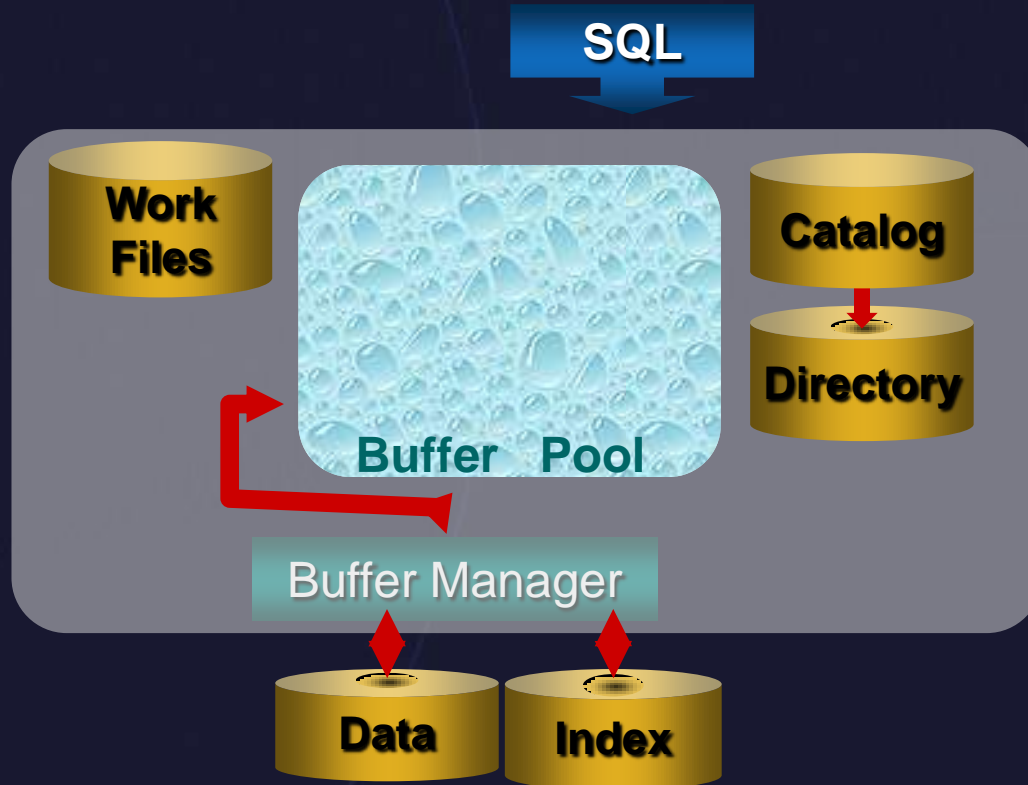 SQL
Work
Files
Catalog
Directory
Buffer Pool
Buffer Manager
Data
Index